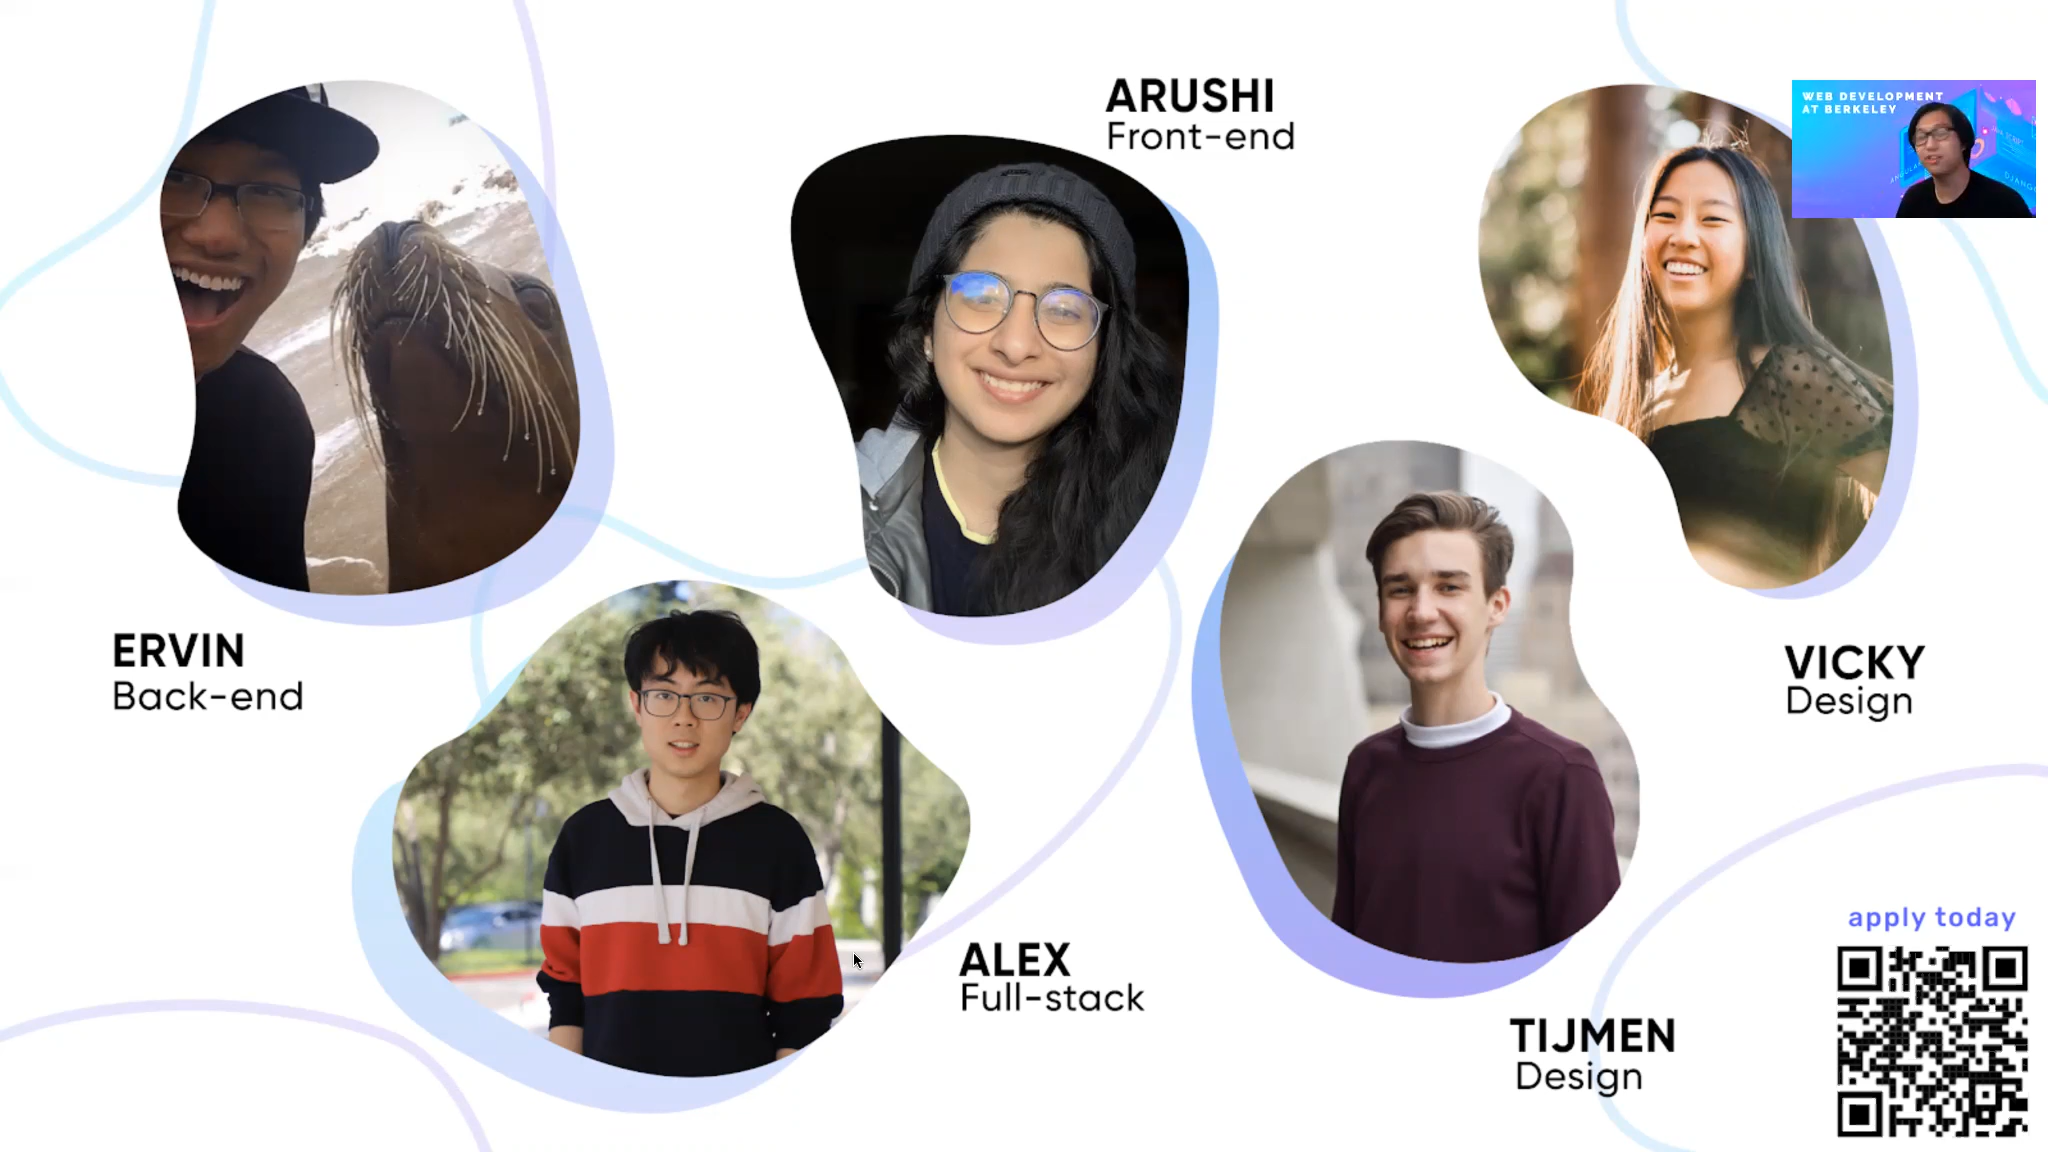 ARUSHI
Front-end
WEB DEVELOPMENT
AT BERKELEY
ERVIN
Back-end
VICKY
Design
apply today
ALEX
Full-stack
TIJMEN
Design